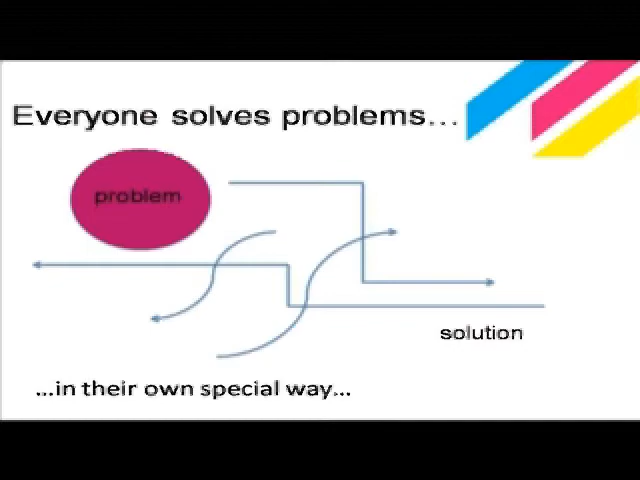 Everyone solves problems...
problem
solution
...in their own special way...